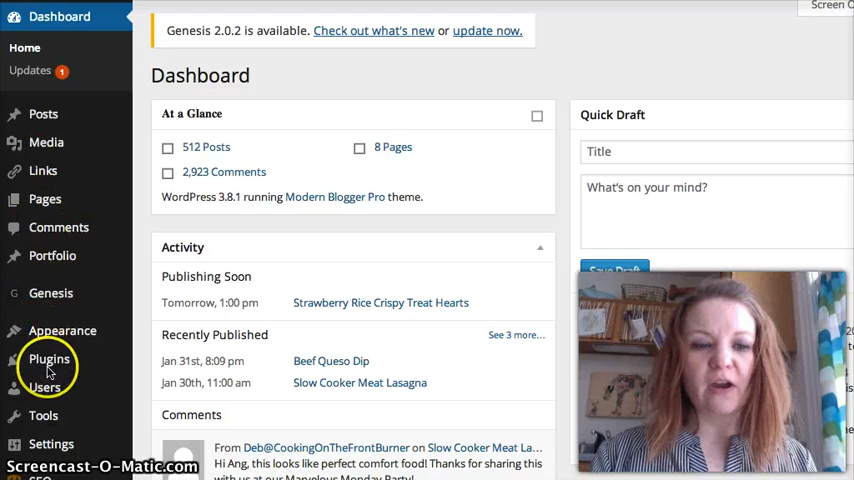 Dashboard
Screen O
Genesis 2.0.2 is available. Check out what's new or update now.
Home
Updates 1
Dashboard
Posts
Media
Links
Pages
Comments
Portfolio
G Genesis
Appearance
Plugins
Users
Tools
Settings
SEO
At a Glance
512 Posts
8 Pages
2,923 Comments
WordPress 3.8.1 running Modern Blogger Pro theme.
Activity
Publishing Soon
Tomorrow, 1:00 pm Strawberry Rice Crispy Treat Hearts
Recently Published See 3 more...
Jan 31st, 8:09 pm Beef Queso Dip
Jan 30th, 11:00 am Slow Cooker Meat Lasagna
Comments
From Deb@CookingOnTheFrontBurner on Slow Cooker Meat La...
Hi Ang, this looks like perfect comfort food! Thanks for sharing this
with us at our Marvelous Monday Party!
Quick Draft
Title
What's on your mind?
Save Draft
Screencast-O-Matic.com